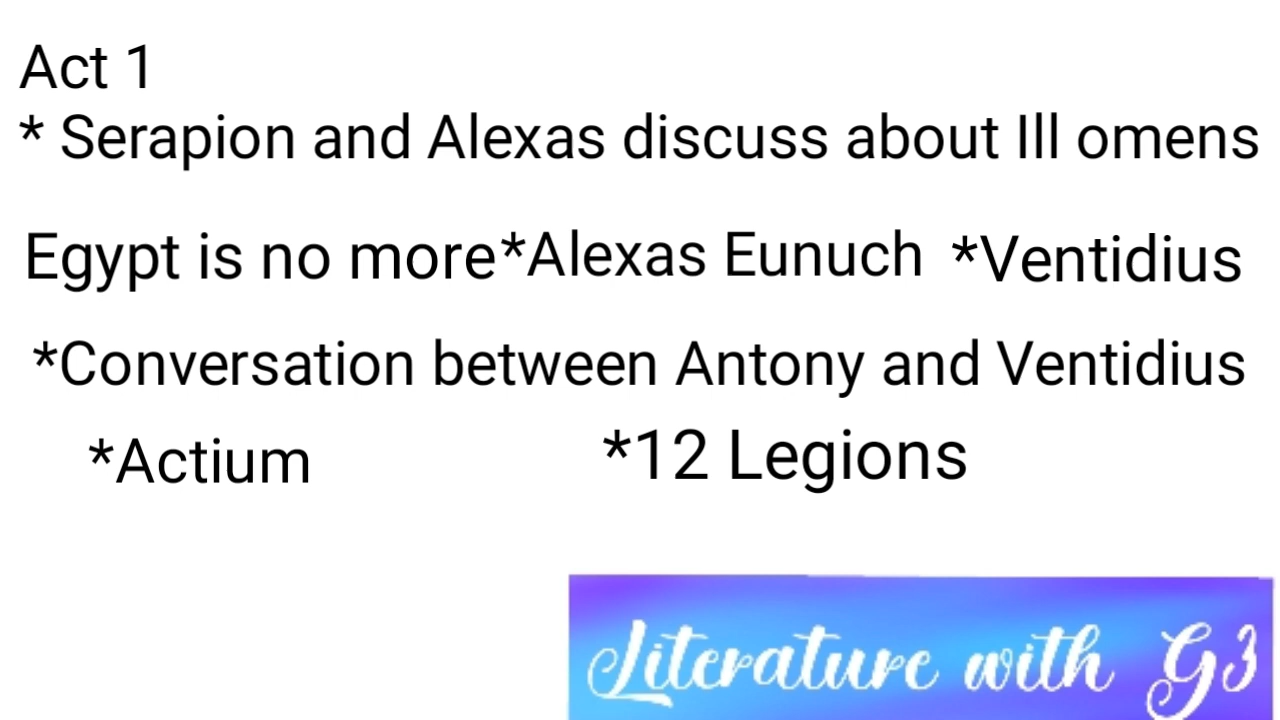 Act 1
* Serapion and Alexas discuss about Ill omens
Egypt is no more *Alexas Eunuch *Ventidius
*Conversation between Antony and Ventidius
*Actium *12 Legions
Literature with G3